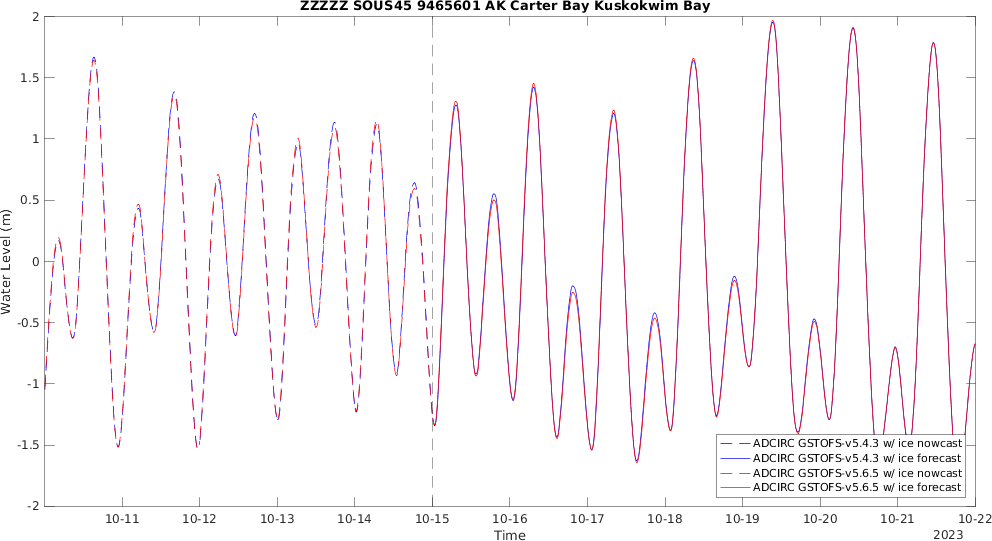 ZZZZZ SOUS45 9465601 AK Carter Bay Kuskokwim Bay
2
1.5
1
0.5
0
-0.5
-1
-1.5
-2
Water Level (m)
10-11 10-12 10-13 10-14 10-15 10-16 10-17 10-18 10-19 10-20 10-21 10-22
Time
2023
ADCIRC GSTOFS-v5.4.3 w/ ice nowcast
ADCIRC GSTOFS-v5.4.3 w/ ice forecast
ADCIRC GSTOFS-v5.6.5 w/ ice nowcast
ADCIRC GSTOFS-v5.6.5 w/ ice forecast